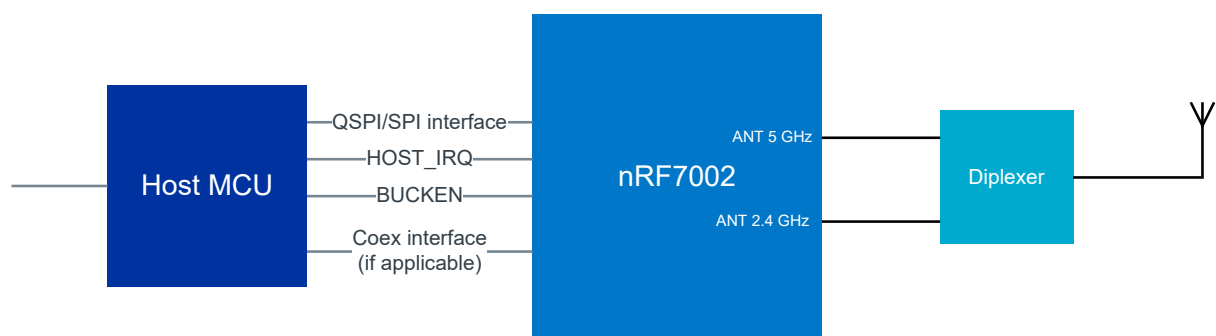 Host MCU
QSPI/SPI interface
HOST_IRQ
BUCKEN
Coex interface
(if applicable)
nRF7002
ANT 5 GHz
ANT 2.4 GHz
Diplexer